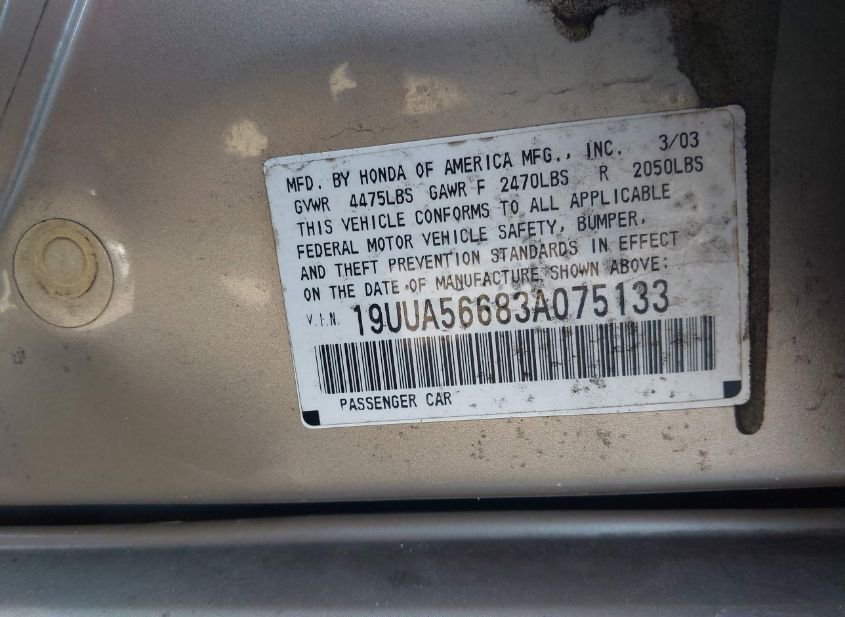 MFD. BY HONDA OF AMERICA MFG., INC. 3/03
GVWR 4475LBS GAWR F 2470LBS R 2050LBS
THIS VEHICLE CONFORMS TO ALL APPLICABLE
FEDERAL MOTOR VEHICLE SAFETY, BUMPER,
AND THEFT PREVENTION STANDARDS IN EFFECT
ON THE DATE OF MANUFACTURE SHOWN ABOVE:
V.I.N. 19UUA56683A075133
PASSENGER CAR